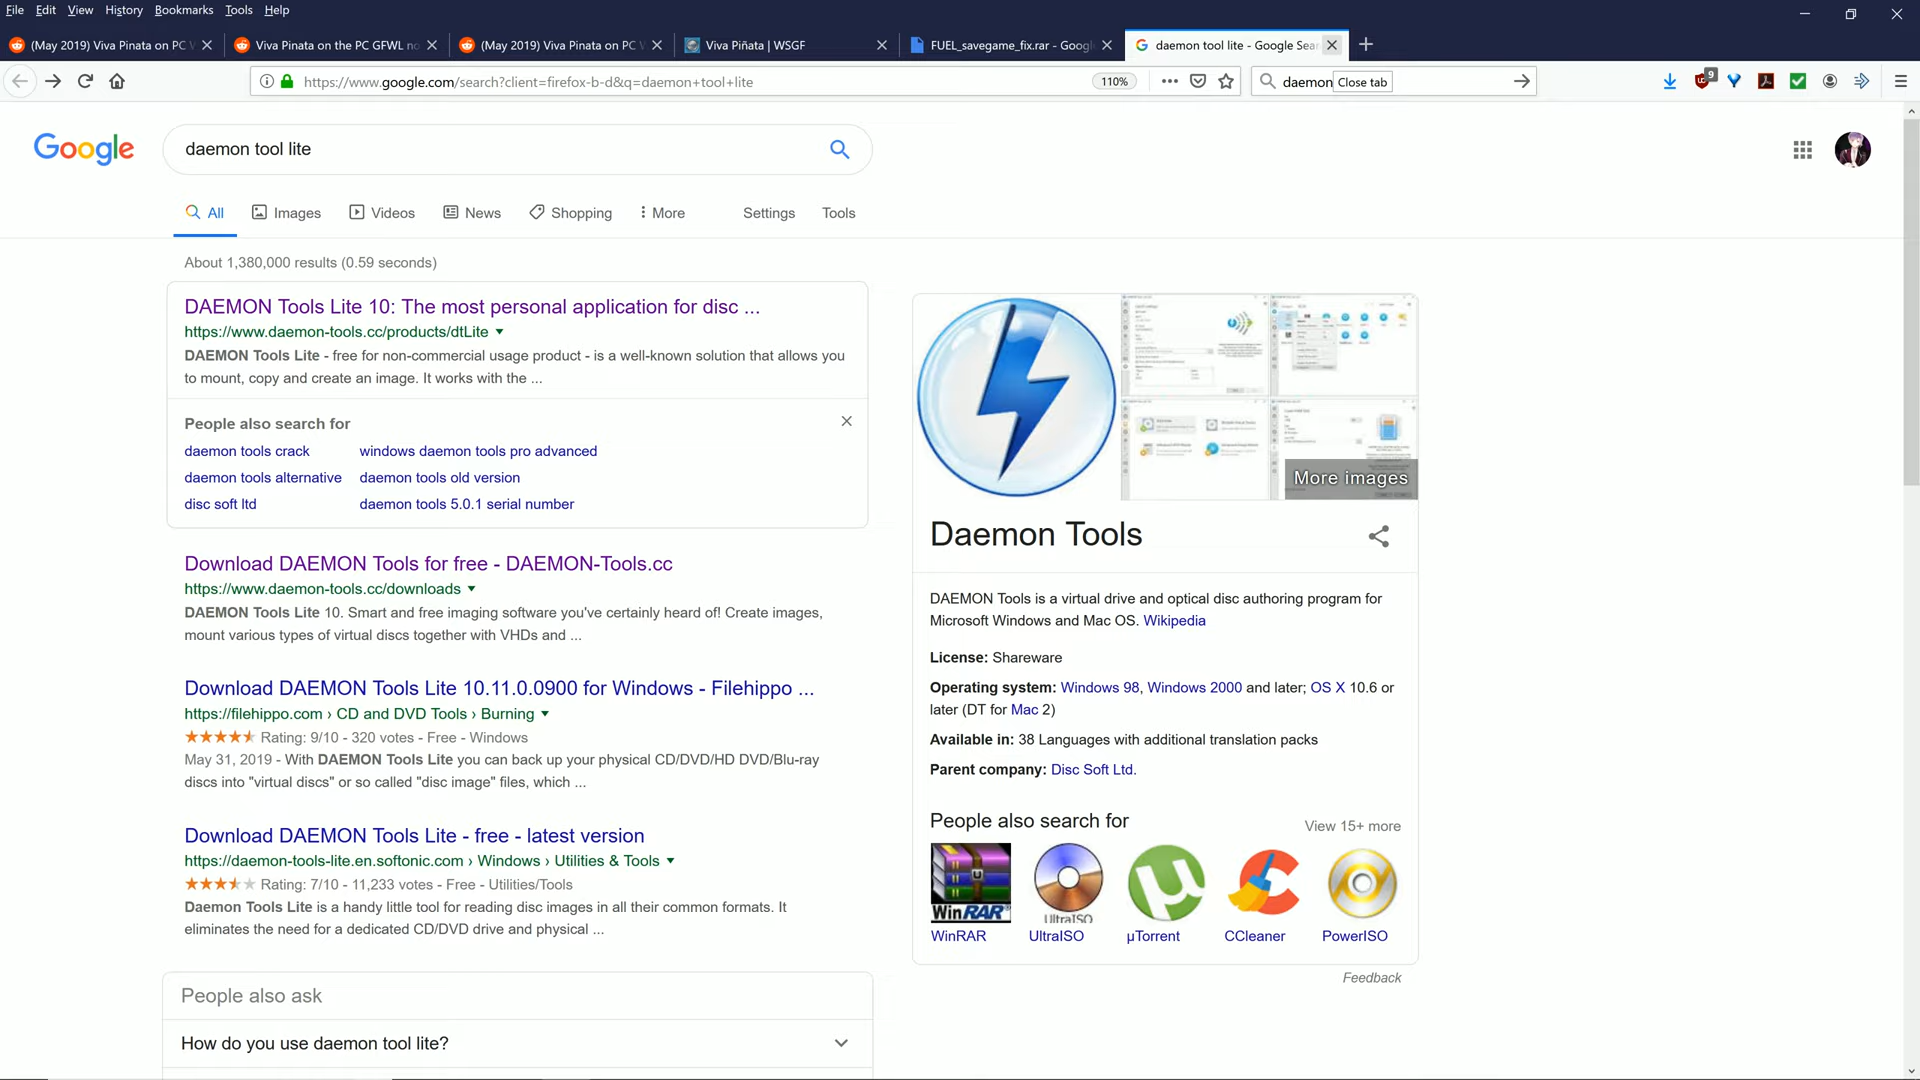 File Edit View History Bookmarks Tools Help
(May 2019) Viva Pinata on PC V
Viva Pinata on the PC GFWL no
(May 2019) Viva Pinata on PC V
Viva Piñata | WSGF
FUEL_savegame_fix.rar - Googl
daemon tool lite - Google Sear
https://www.google.com/search?client=firefox-b-d&q=daemon+tool+lite
110%
daemon
Close tab
9
Google
daemon tool lite
All Images Videos News Shopping More Settings Tools
About 1,380,000 results (0.59 seconds)
DAEMON Tools Lite 10: The most personal application for disc ...
https://www.daemon-tools.cc/products/dtLite
DAEMON Tools Lite - free for non-commercial usage product - is a well-known solution that allows you
to mount, copy and create an image. It works with the ...
People also search for
daemon tools crack windows daemon tools pro advanced
daemon tools alternative daemon tools old version
disc soft ltd daemon tools 5.0.1 serial number
Download DAEMON Tools for free - DAEMON-Tools.cc
https://www.daemon-tools.cc/downloads
DAEMON Tools Lite 10. Smart and free imaging software you've certainly heard of! Create images,
mount various types of virtual discs together with VHDs and ...
Download DAEMON Tools Lite 10.11.0.0900 for Windows - Filehippo ...
https://filehippo.com › CD and DVD Tools › Burning
Rating: 9/10 - 320 votes - Free - Windows
May 31, 2019 - With DAEMON Tools Lite you can back up your physical CD/DVD/HD DVD/Blu-ray
discs into "virtual discs" or so called "disc image" files, which ...
Download DAEMON Tools Lite - free - latest version
https://daemon-tools-lite.en.softonic.com › Windows › Utilities & Tools
Rating: 7/10 - 11,233 votes - Free - Utilities/Tools
Daemon Tools Lite is a handy little tool for reading disc images in all their common formats. It
eliminates the need for a dedicated CD/DVD drive and physical ...
People also ask
How do you use daemon tool lite?
More images
Daemon Tools
DAEMON Tools is a virtual drive and optical disc authoring program for
Microsoft Windows and Mac OS. Wikipedia
License: Shareware
Operating system: Windows 98, Windows 2000 and later; OS X 10.6 or
later (DT for Mac 2)
Available in: 38 Languages with additional translation packs
Parent company: Disc Soft Ltd.
People also search for
View 15+ more
WinRAR
UltraISO
WinRAR UltraISO µTorrent CCleaner PowerISO
Feedback